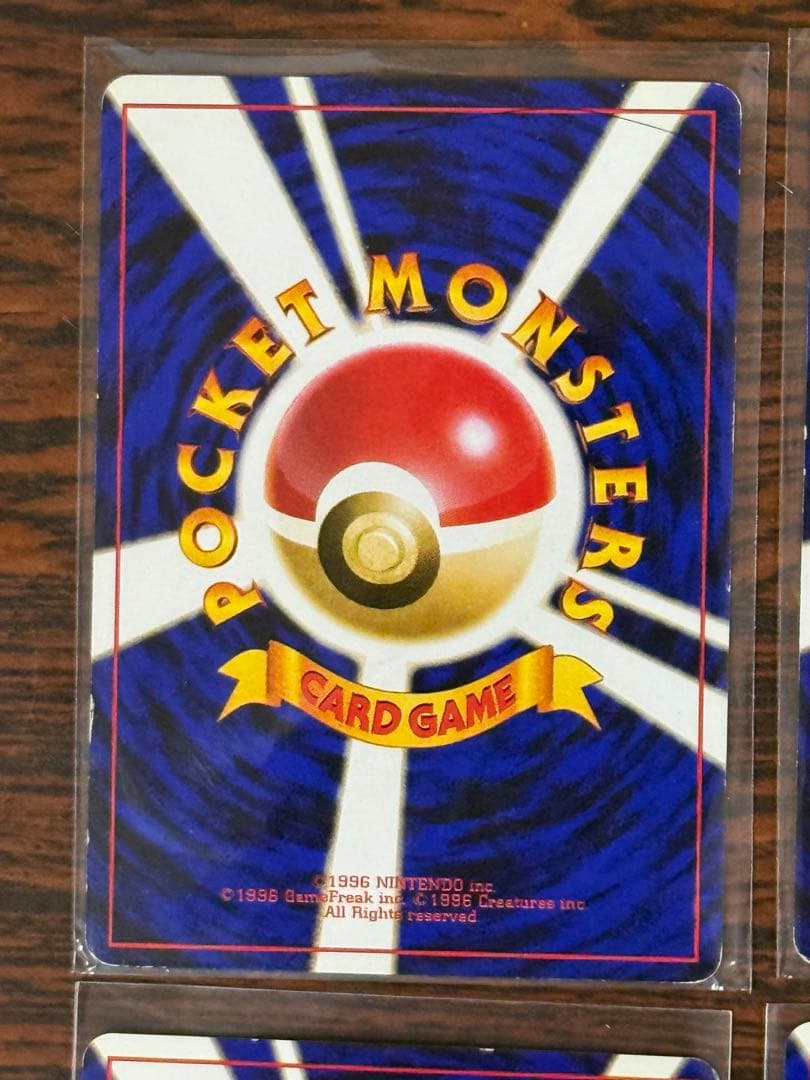 POCKET MONSTERS
CARD GAME
©1996 NINTENDO inc.
©1996 GameFreak inc. ©1996 Creatures inc.
All Rights reserved